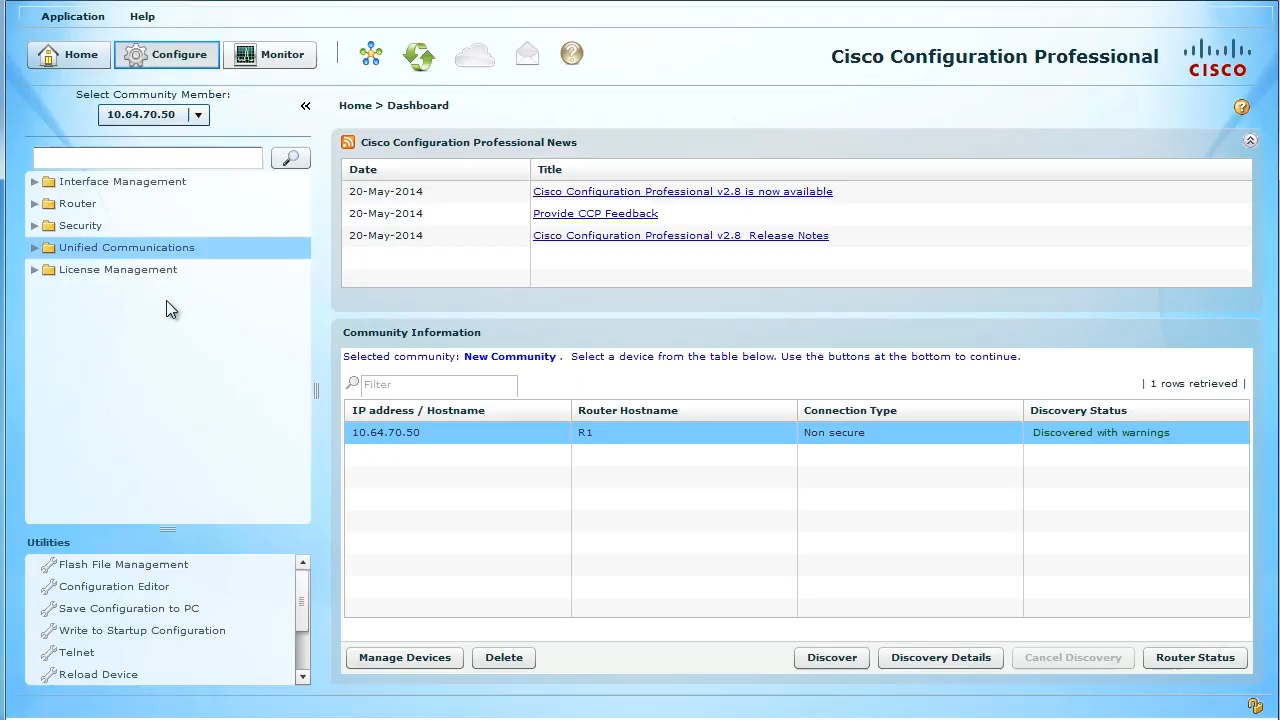 Application Help
Home Configure Monitor
Cisco Configuration Professional
CISCO
Select Community Member:
10.64.70.50
Home > Dashboard
Interface Management
Router
Security
Unified Communications
License Management
Utilities
Flash File Management
Configuration Editor
Save Configuration to PC
Write to Startup Configuration
Telnet
Reload Device
Cisco Configuration Professional News
Date Title
20-May-2014 Cisco Configuration Professional v2.8 is now available
20-May-2014 Provide CCP Feedback
20-May-2014 Cisco Configuration Professional v2.8 Release Notes
Community Information
Selected community: New Community . Select a device from the table below. Use the buttons at the bottom to continue.
Filter
| 1 rows retrieved |
IP address / Hostname Router Hostname Connection Type Discovery Status
10.64.70.50 R1 Non secure Discovered with warnings
Manage Devices Delete Discover Discovery Details Cancel Discovery Router Status